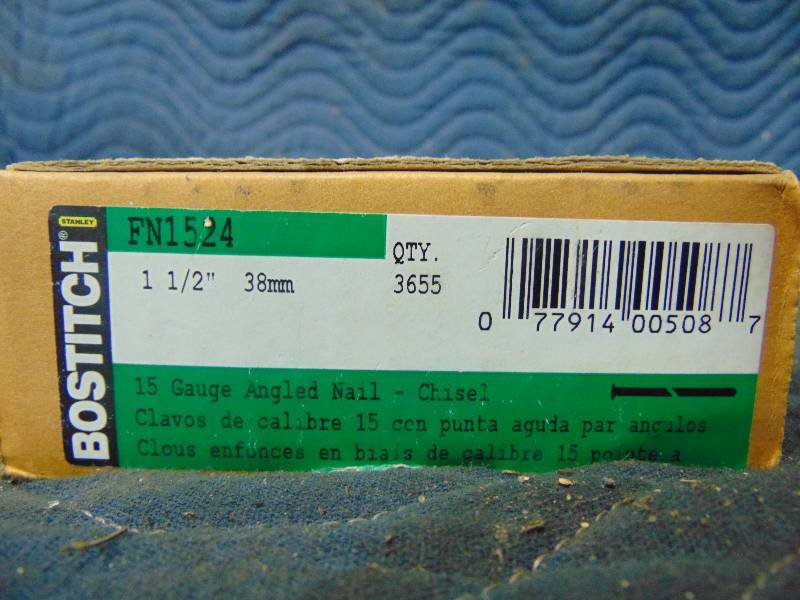 STANLEY
BOSTITCH®
FN1524
1 1/2" 38mm
QTY.
3655
0 77914 00508 7
15 Gauge Angled Nail - Chisel
Clavos de calibre 15 con punta aguda par angulos
Clous enfonces en biais de calibre 15 pointe a